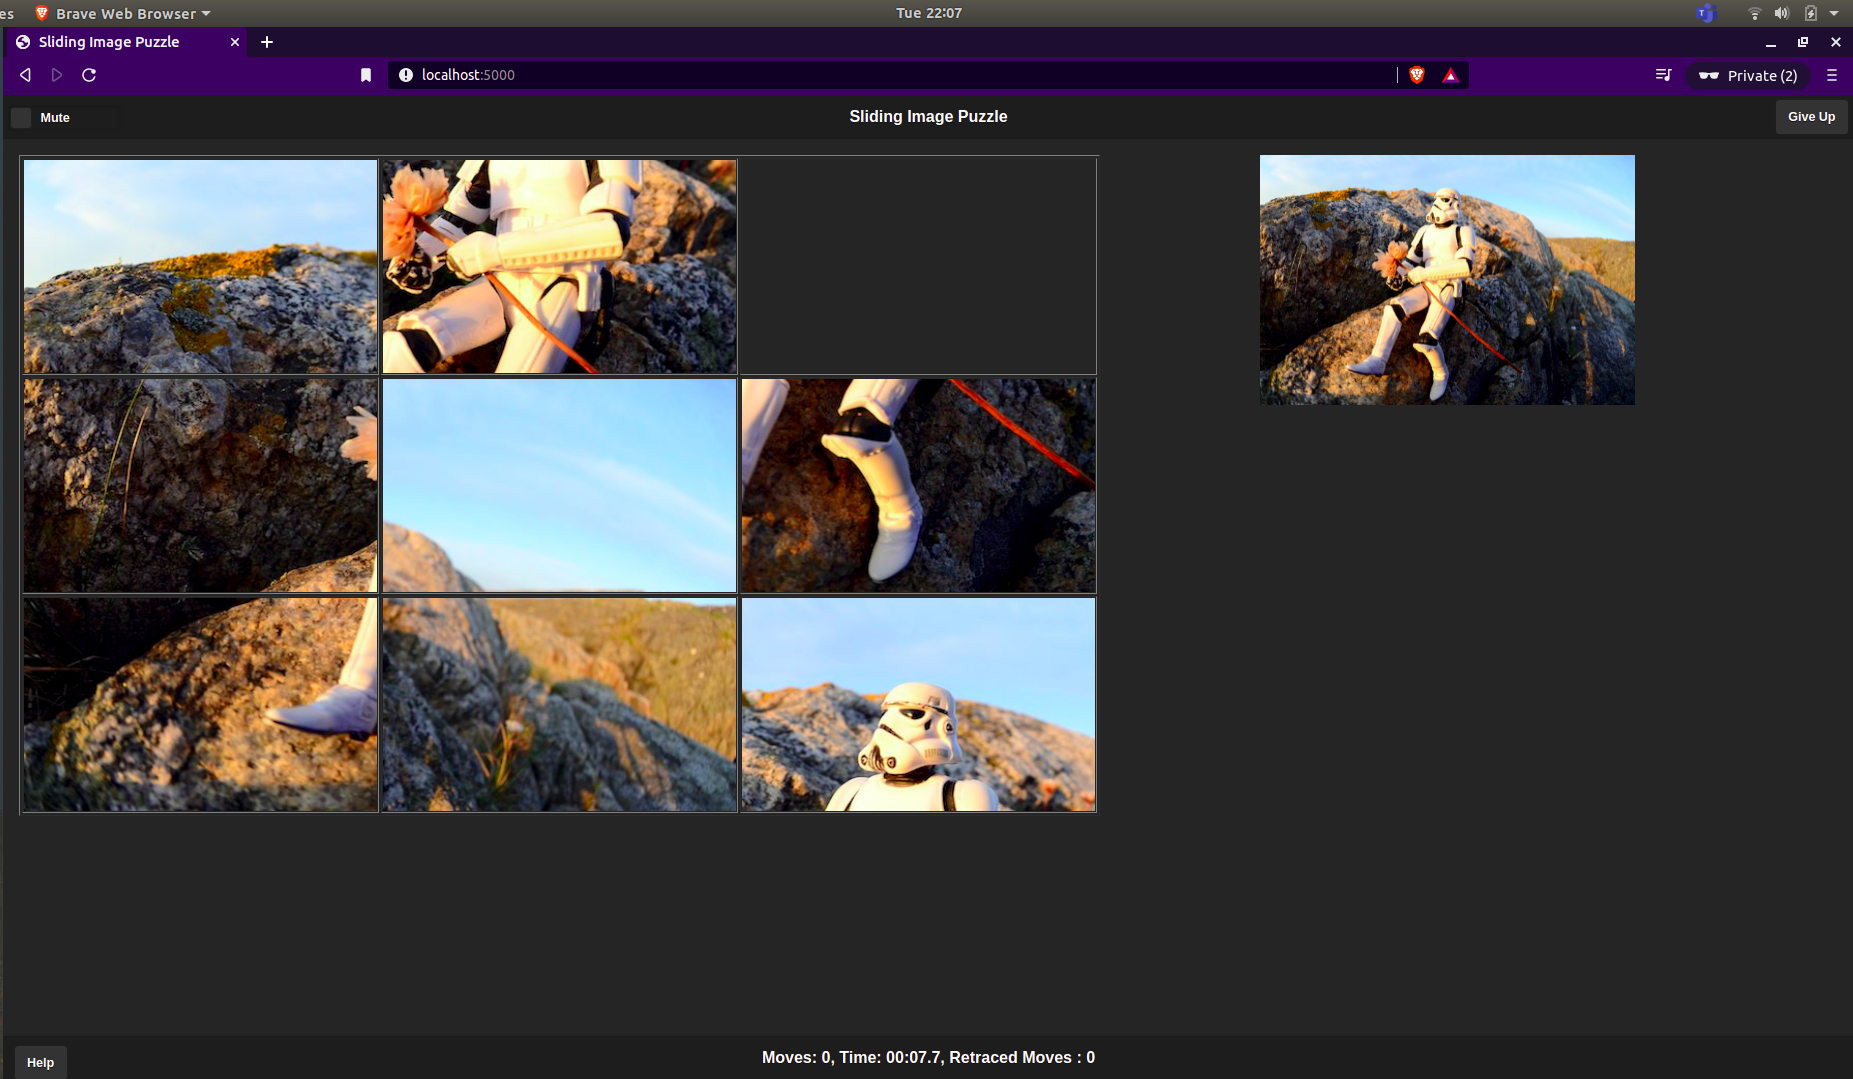 es Brave Web Browser Tue 22:07
Sliding Image Puzzle
localhost:5000 Private (2)
Mute Sliding Image Puzzle Give Up
Help Moves: 0, Time: 00:07.7, Retraced Moves : 0